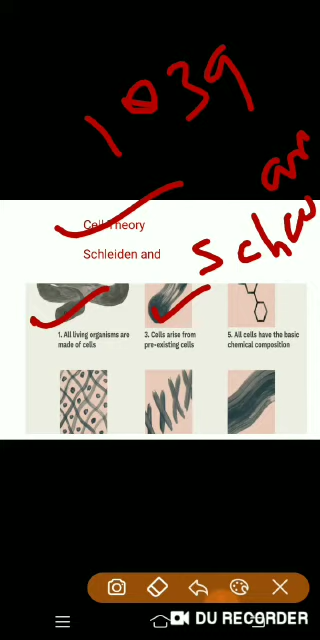 1839
an
Cell Theory
Schleiden and
Schw
1. All living organisms are
made of cells
3. Cells arise from
pre-existing cells
5. All cells have the basic
chemical composition
DU RECORDER